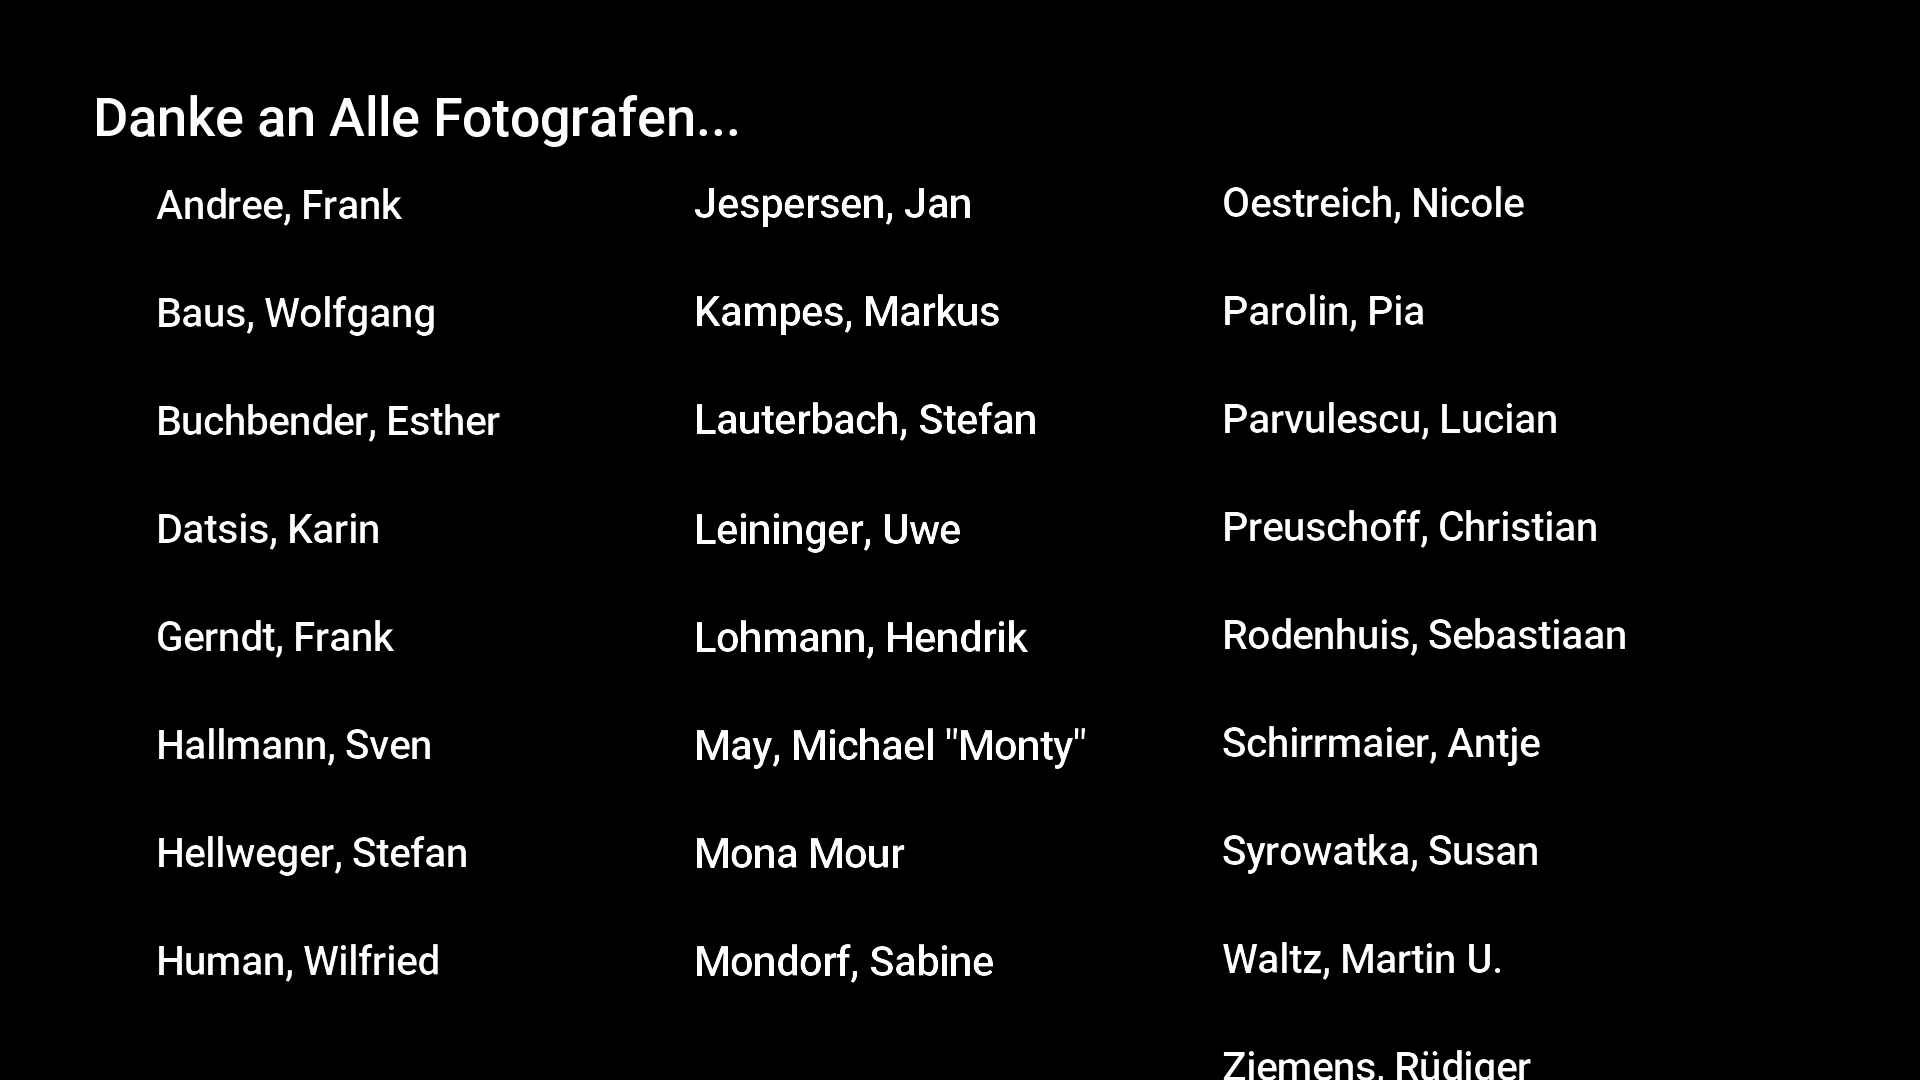 Danke an Alle Fotografen...
Andree, Frank
Baus, Wolfgang
Buchbender, Esther
Datsis, Karin
Gerndt, Frank
Hallmann, Sven
Hellweger, Stefan
Human, Wilfried
Jespersen, Jan
Kampes, Markus
Lauterbach, Stefan
Leininger, Uwe
Lohmann, Hendrik
May, Michael "Monty"
Mona Mour
Mondorf, Sabine
Oestreich, Nicole
Parolin, Pia
Parvulescu, Lucian
Preuschoff, Christian
Rodenhuis, Sebastiaan
Schirrmaier, Antje
Syrowatka, Susan
Waltz, Martin U.
Ziemens, Rüdiger